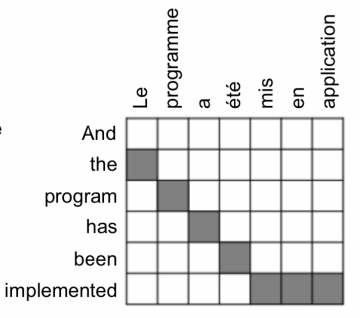 Le programme a été mis en application
And
the
program
has
been
implemented